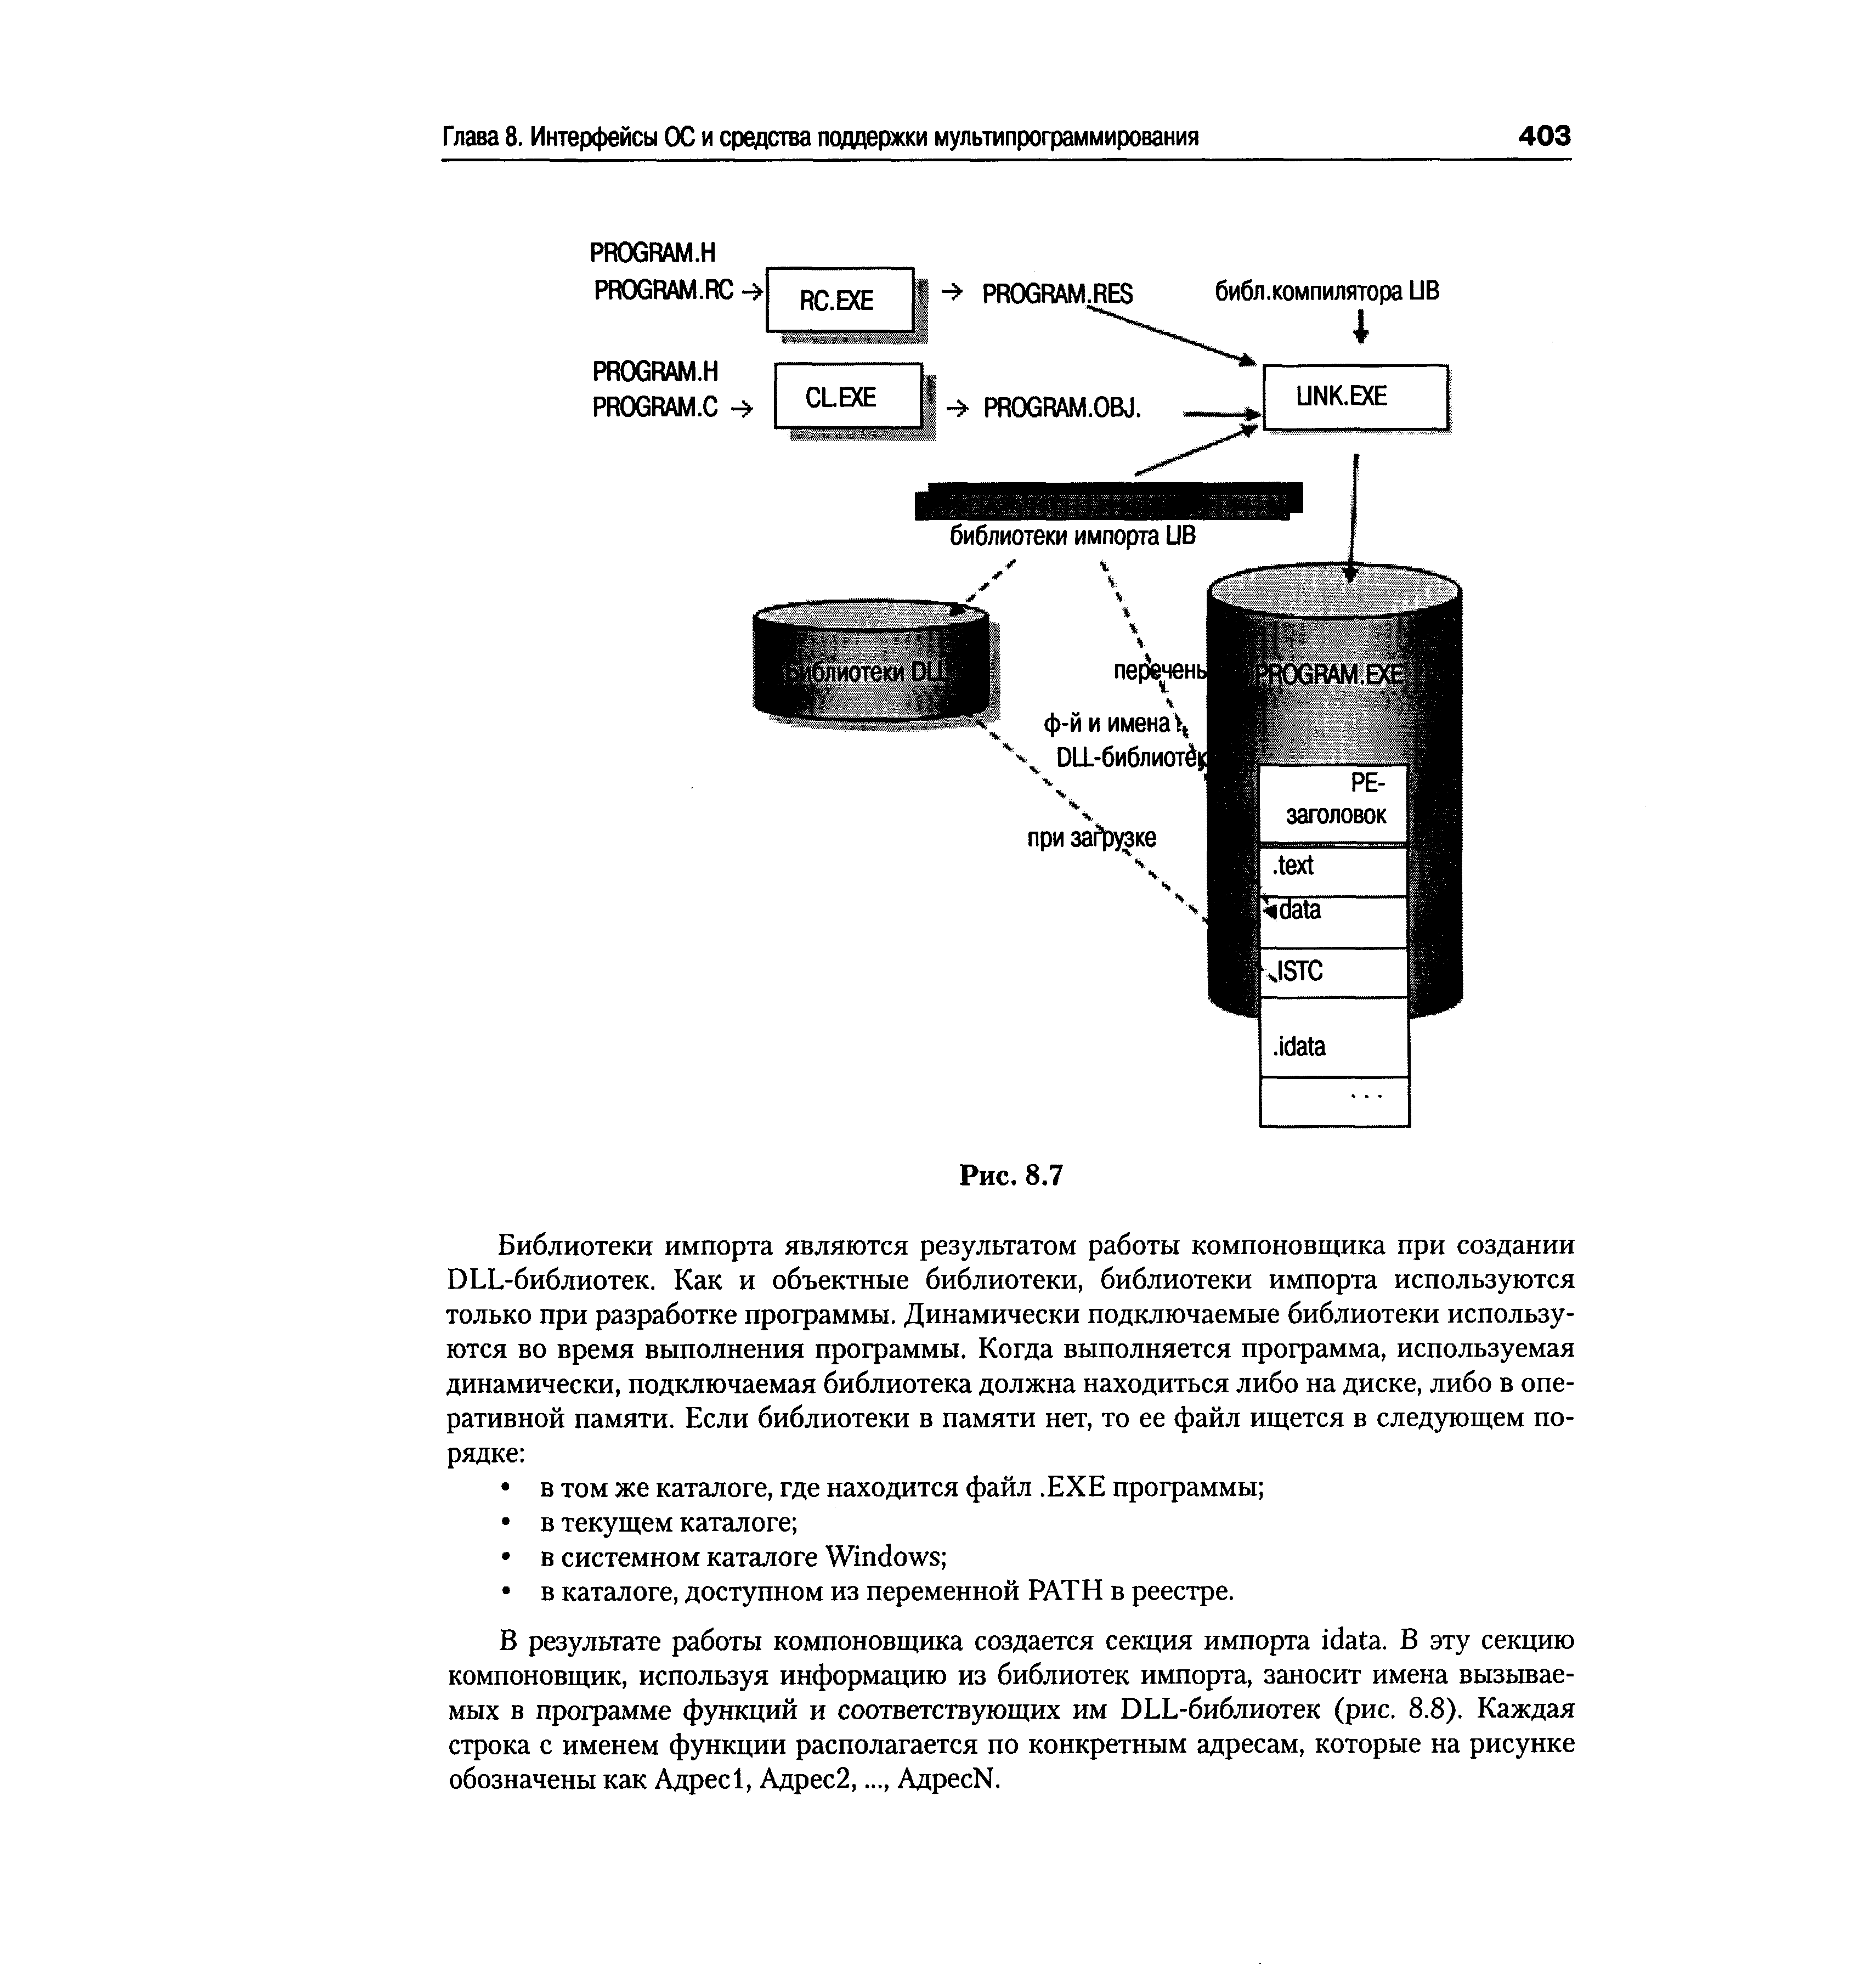 Глава 8. Интерфейсы ОС и средства поддержки мультипрограммирования 403
PROGRAM.H
PROGRAM.RC → RC.EXE → PROGRAM.RES библ.компилятора LIB
PROGRAM.H
PROGRAM.C → CL.EXE → PROGRAM.OBJ. LINK.EXE
библиотеки импорта LIB
Библиотеки DLL перечень PROGRAM.EXE
ф-й и имена
DLL-библиотек
PE-
заголовок
при загрузке
.text
.data
.ISTC
.idata
...
Рис. 8.7
Библиотеки импорта являются результатом работы компоновщика при создании
DLL-библиотек. Как и объектные библиотеки, библиотеки импорта используются
только при разработке программы. Динамически подключаемые библиотеки использу-
ются во время выполнения программы. Когда выполняется программа, используемая
динамически, подключаемая библиотека должна находиться либо на диске, либо в опе-
ративной памяти. Если библиотеки в памяти нет, то ее файл ищется в следующем по-
рядке:
• в том же каталоге, где находится файл .EXE программы;
• в текущем каталоге;
• в системном каталоге Windows;
• в каталоге, доступном из переменной PATH в реестре.
В результате работы компоновщика создается секция импорта idata. В эту секцию
компоновщик, используя информацию из библиотек импорта, заносит имена вызывае-
мых в программе функций и соответствующих им DLL-библиотек (рис. 8.8). Каждая
строка с именем функции располагается по конкретным адресам, которые на рисунке
обозначены как Адрес1, Адрес2, ..., АдресN.